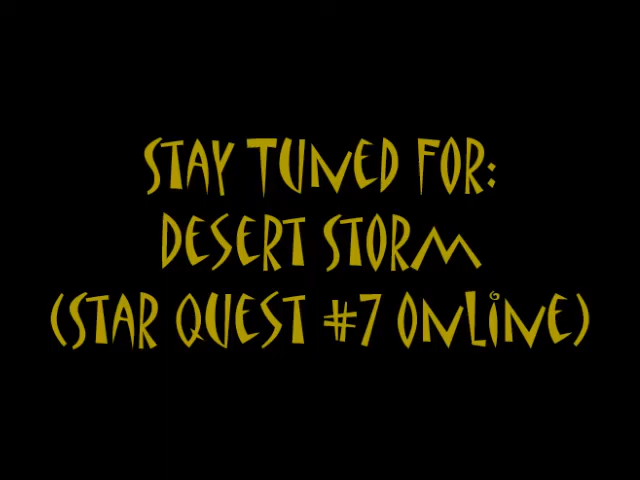 STAY TUNED FOR:
DESERT STORM
(STAR QUEST #7 ONLINE)